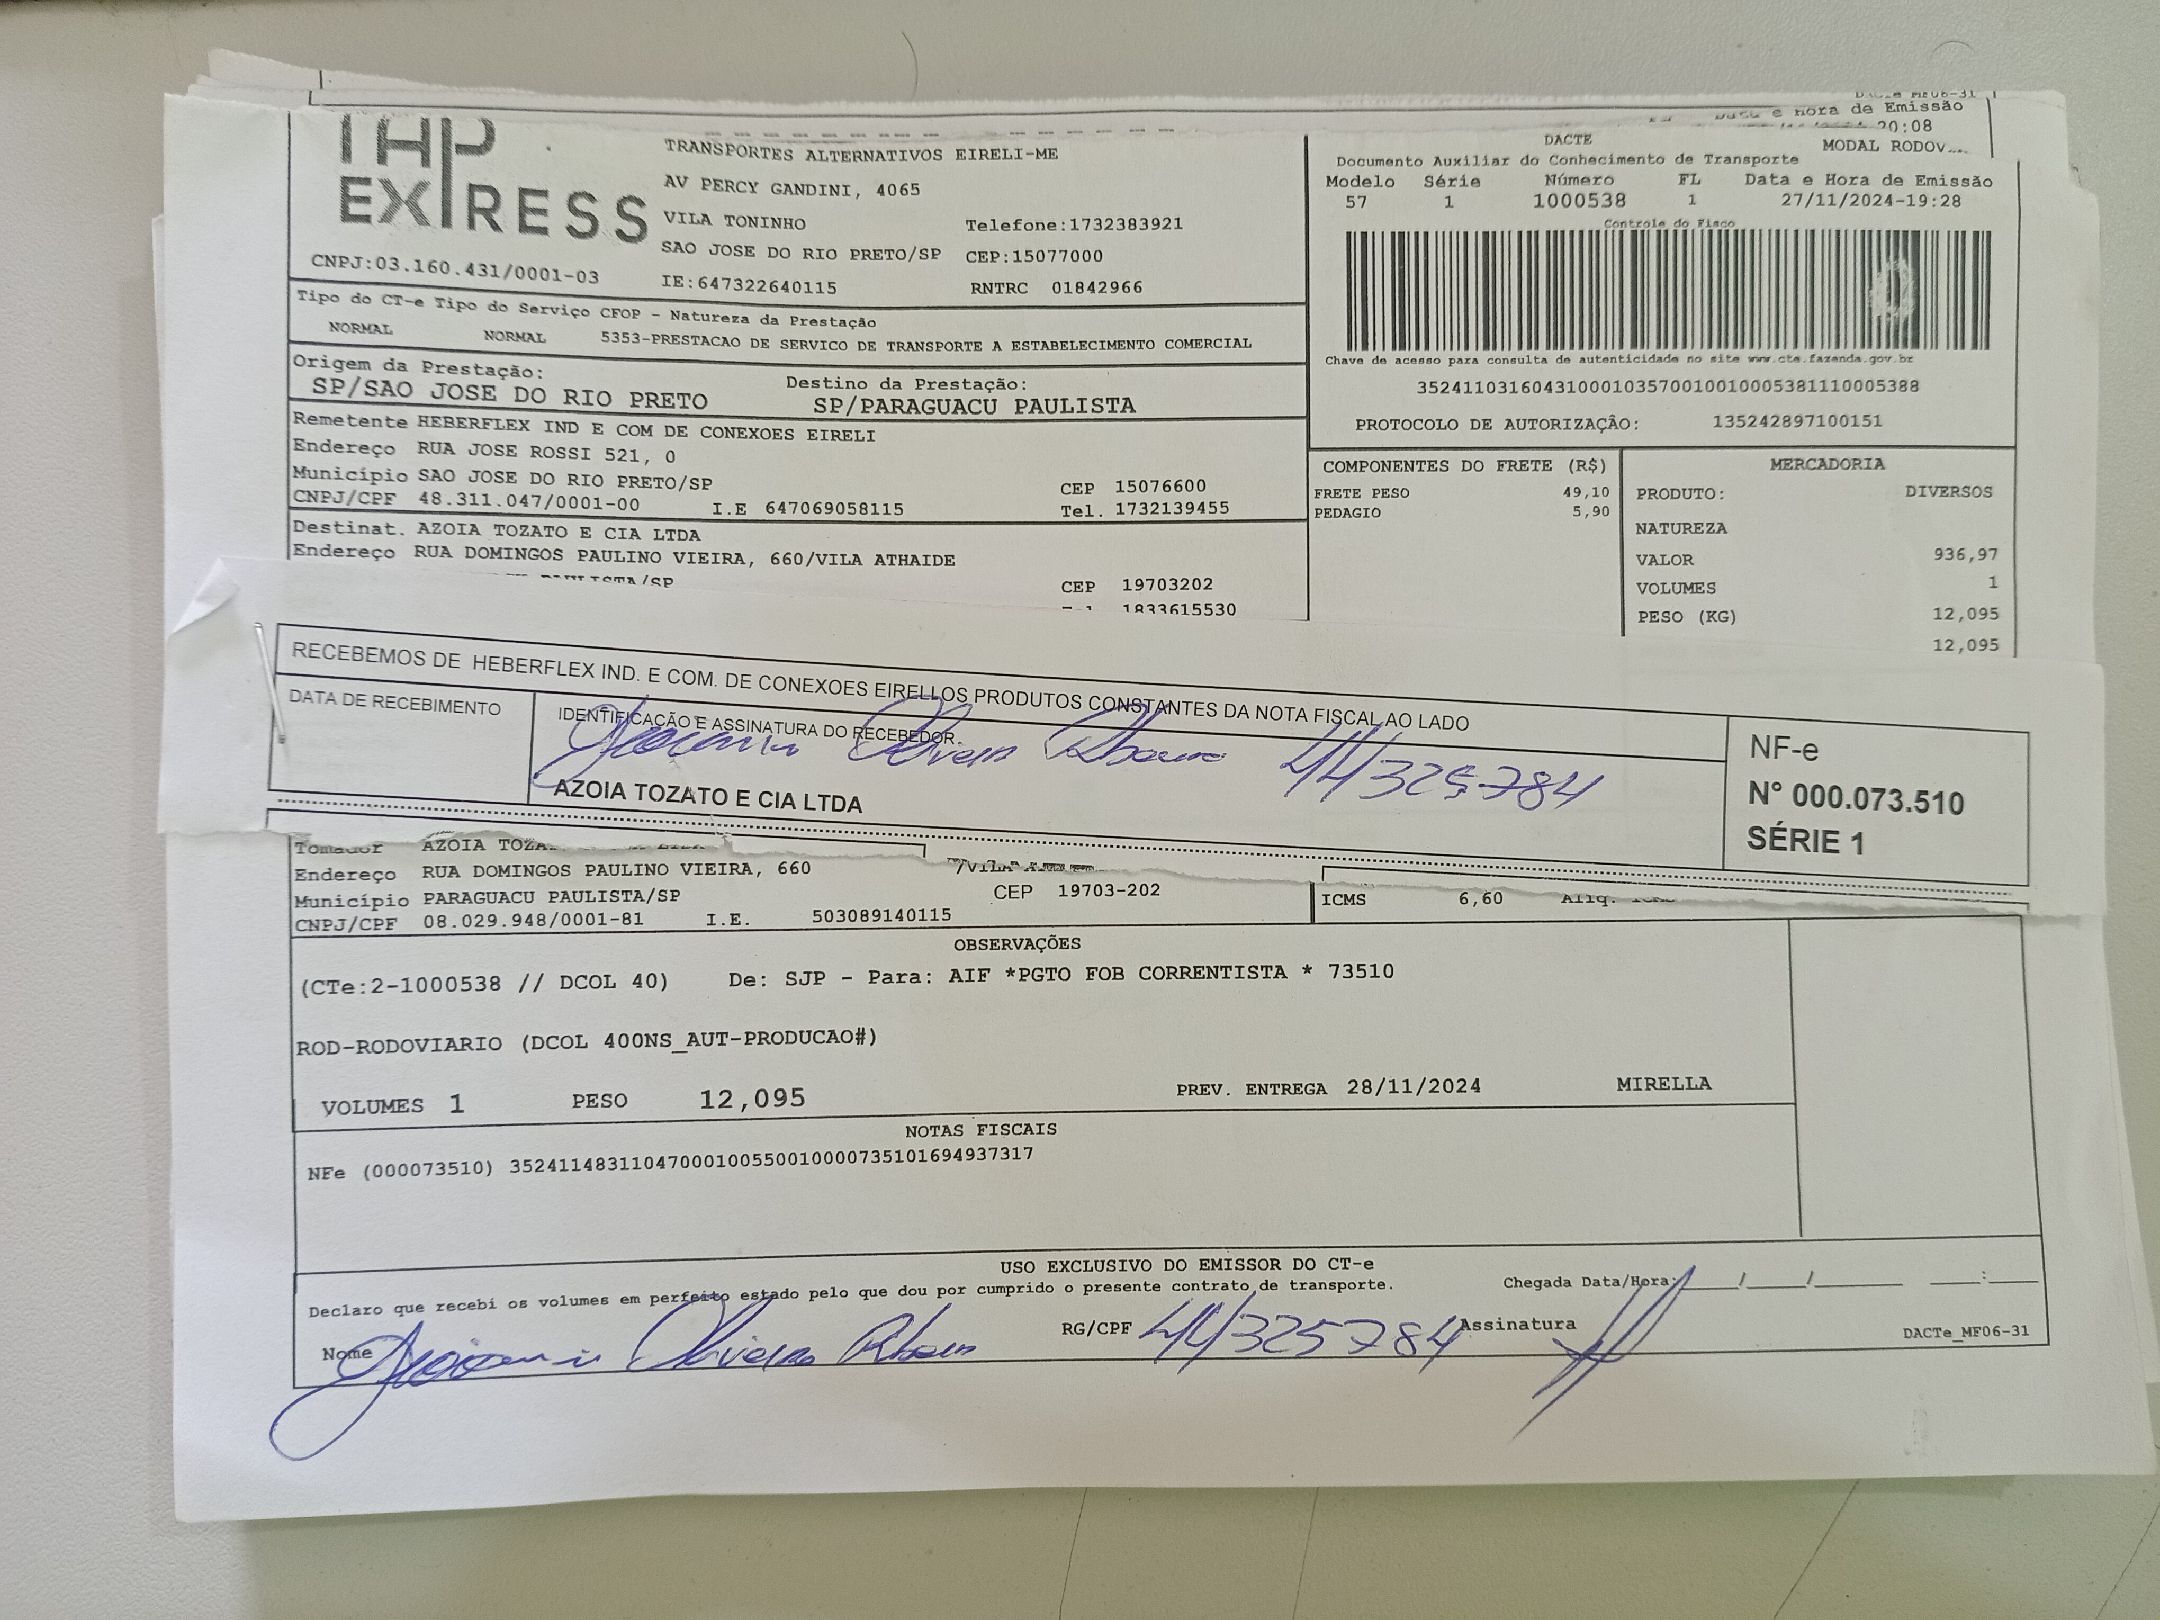 DACTe_MF06-31
Data e Hora de Emissão
20:08
THP
EXPRESS
CNPJ:03.160.431/0001-03
TRANSPORTES ALTERNATIVOS EIRELI-ME
AV PERCY GANDINI, 4065
VILA TONINHO Telefone:1732383921
SAO JOSE DO RIO PRETO/SP CEP:15077000
IE:647322640115 RNTRC 01842966
DACTE MODAL RODOV
Documento Auxiliar do Conhecimento de Transporte
Modelo Série Número FL Data e Hora de Emissão
57 1 1000538 1 27/11/2024-19:28
Controle do Fisco
Chave de acesso para consulta de autenticidade no site www.cte.fazenda.gov.br
35241103160431000103570010010005381110005388
PROTOCOLO DE AUTORIZAÇÃO: 135242897100151
Tipo do CT-e Tipo do Serviço CFOP - Natureza da Prestação
NORMAL NORMAL 5353-PRESTACAO DE SERVICO DE TRANSPORTE A ESTABELECIMENTO COMERCIAL
Origem da Prestação: Destino da Prestação:
SP/SAO JOSE DO RIO PRETO SP/PARAGUACU PAULISTA
Remetente HEBERFLEX IND E COM DE CONEXOES EIRELI
Endereço RUA JOSE ROSSI 521, 0
Município SAO JOSE DO RIO PRETO/SP CEP 15076600
CNPJ/CPF 48.311.047/0001-00 I.E 647069058115 Tel. 1732139455
Destinat. AZOIA TOZATO E CIA LTDA
Endereço RUA DOMINGOS PAULINO VIEIRA, 660/VILA ATHAIDE
PAULISTA/SP CEP 19703202
1833615530
COMPONENTES DO FRETE (R$)
FRETE PESO 49,10
PEDAGIO 5,90
MERCADORIA
PRODUTO: DIVERSOS
NATUREZA
VALOR 936,97
VOLUMES 1
PESO (KG) 12,095
12,095
RECEBEMOS DE HEBERFLEX IND. E COM. DE CONEXOES EIRELLOS PRODUTOS CONSTANTES DA NOTA FISCAL AO LADO
DATA DE RECEBIMENTO
IDENTIFICAÇÃO E ASSINATURA DO RECEBEDOR.
44325784
AZOIA TOZATO E CIA LTDA
NF-e
N° 000.073.510
SÉRIE 1
Tomador AZOIA
Endereço RUA DOMINGOS PAULINO VIEIRA, 660
Município PARAGUACU PAULISTA/SP CEP 19703-202
CNPJ/CPF 08.029.948/0001-81 I.E. 503089140115
ICMS 6,60
OBSERVAÇÕES
(CTe:2-1000538 // DCOL 40) De: SJP - Para: AIF *PGTO FOB CORRENTISTA * 73510
ROD-RODOVIARIO (DCOL 400NS_AUT-PRODUCAO#)
VOLUMES 1 PESO 12,095 PREV. ENTREGA 28/11/2024 MIRELLA
NOTAS FISCAIS
NFe (000073510) 35241148311047000100550010000735101694937317
USO EXCLUSIVO DO EMISSOR DO CT-e
Declaro que recebi os volumes em perfeito estado pelo que dou por cumprido o presente contrato de transporte. Chegada Data/Hora: / / :
Nome RG/CPF 443257784 Assinatura
DACTe_MF06-31